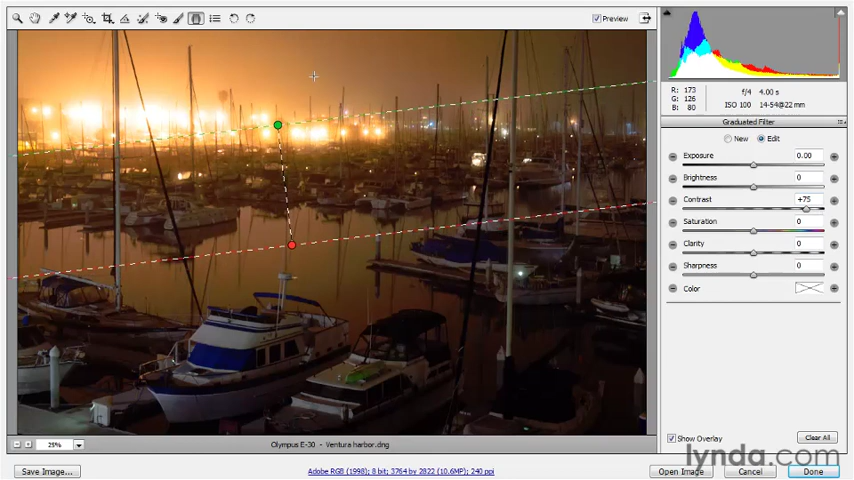 Preview
R: 173
G: 126
B: 80
f/4 4.00 s
ISO 100 14-54@22 mm
Graduated Filter
New Edit
Exposure 0.00
Brightness 0
Contrast +75
Saturation 0
Clarity 0
Sharpness 0
Color
Show Overlay
Clear All
29%
Olympus E-30 - Ventura harbor.dng
lynda.com
Save Image...
Adobe RGB (1998); 8 bit; 3764 by 2822 (10.6MP); 240 ppi
Open Image
Cancel
Done